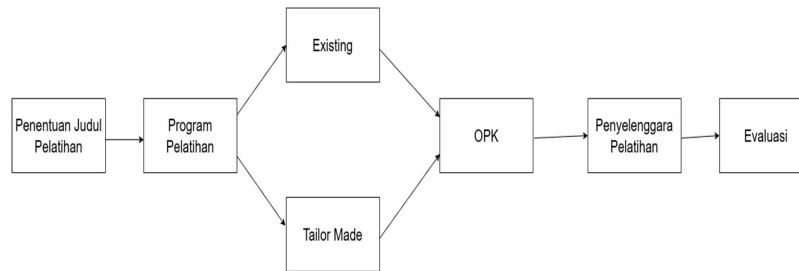 Existing
Penentuan Judul
Pelatihan
Program
Pelatihan
OPK
Penyelenggara
Pelatihan
Evaluasi
Tailor Made